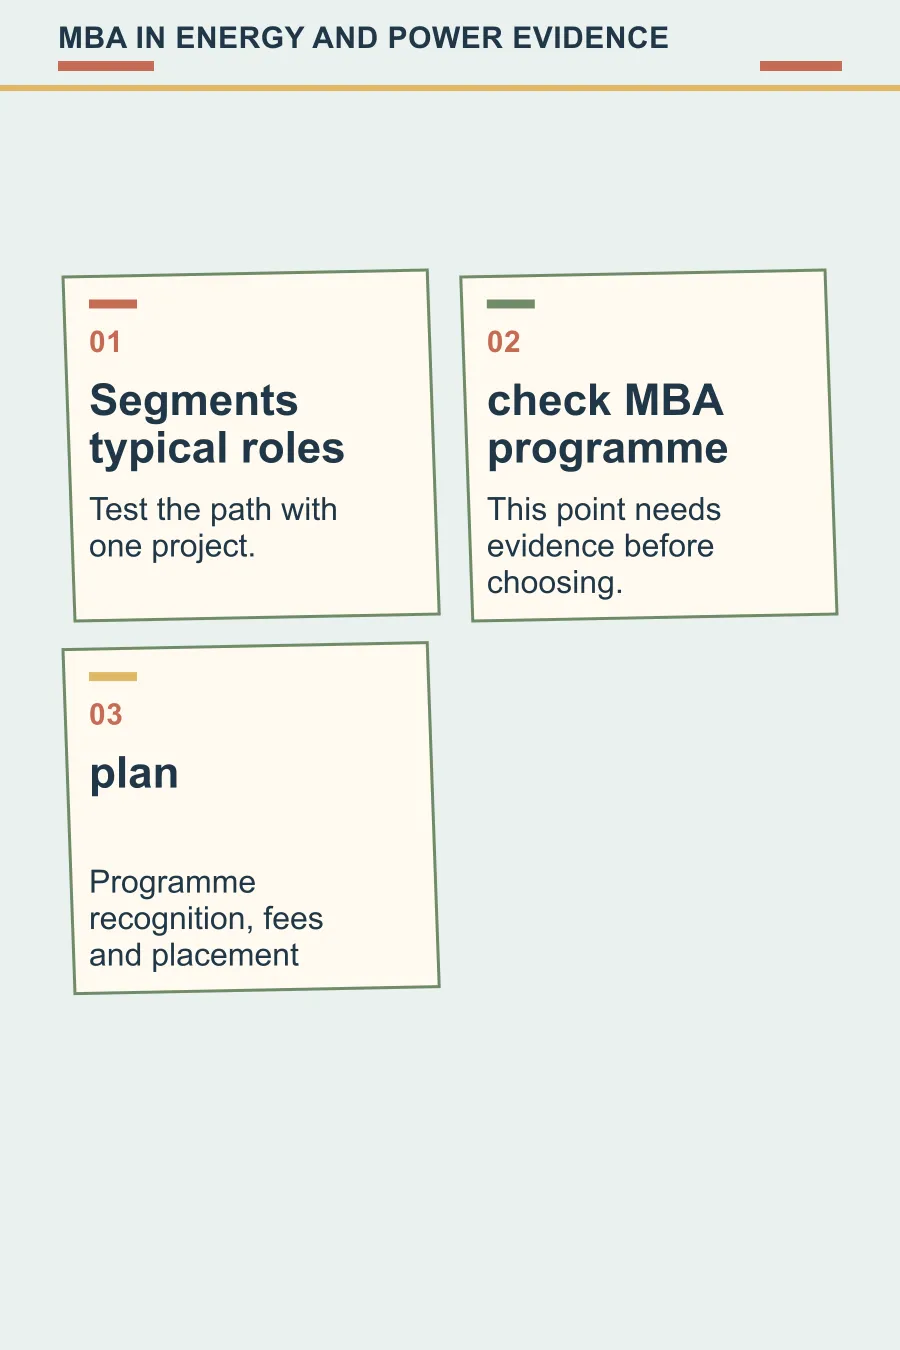 MBA IN ENERGY AND POWER EVIDENCE
01
Segments
typical roles
Test the path with
one project.
02
check MBA
programme
This point needs
evidence before
choosing.
03
plan
Programme
recognition, fees
and placement